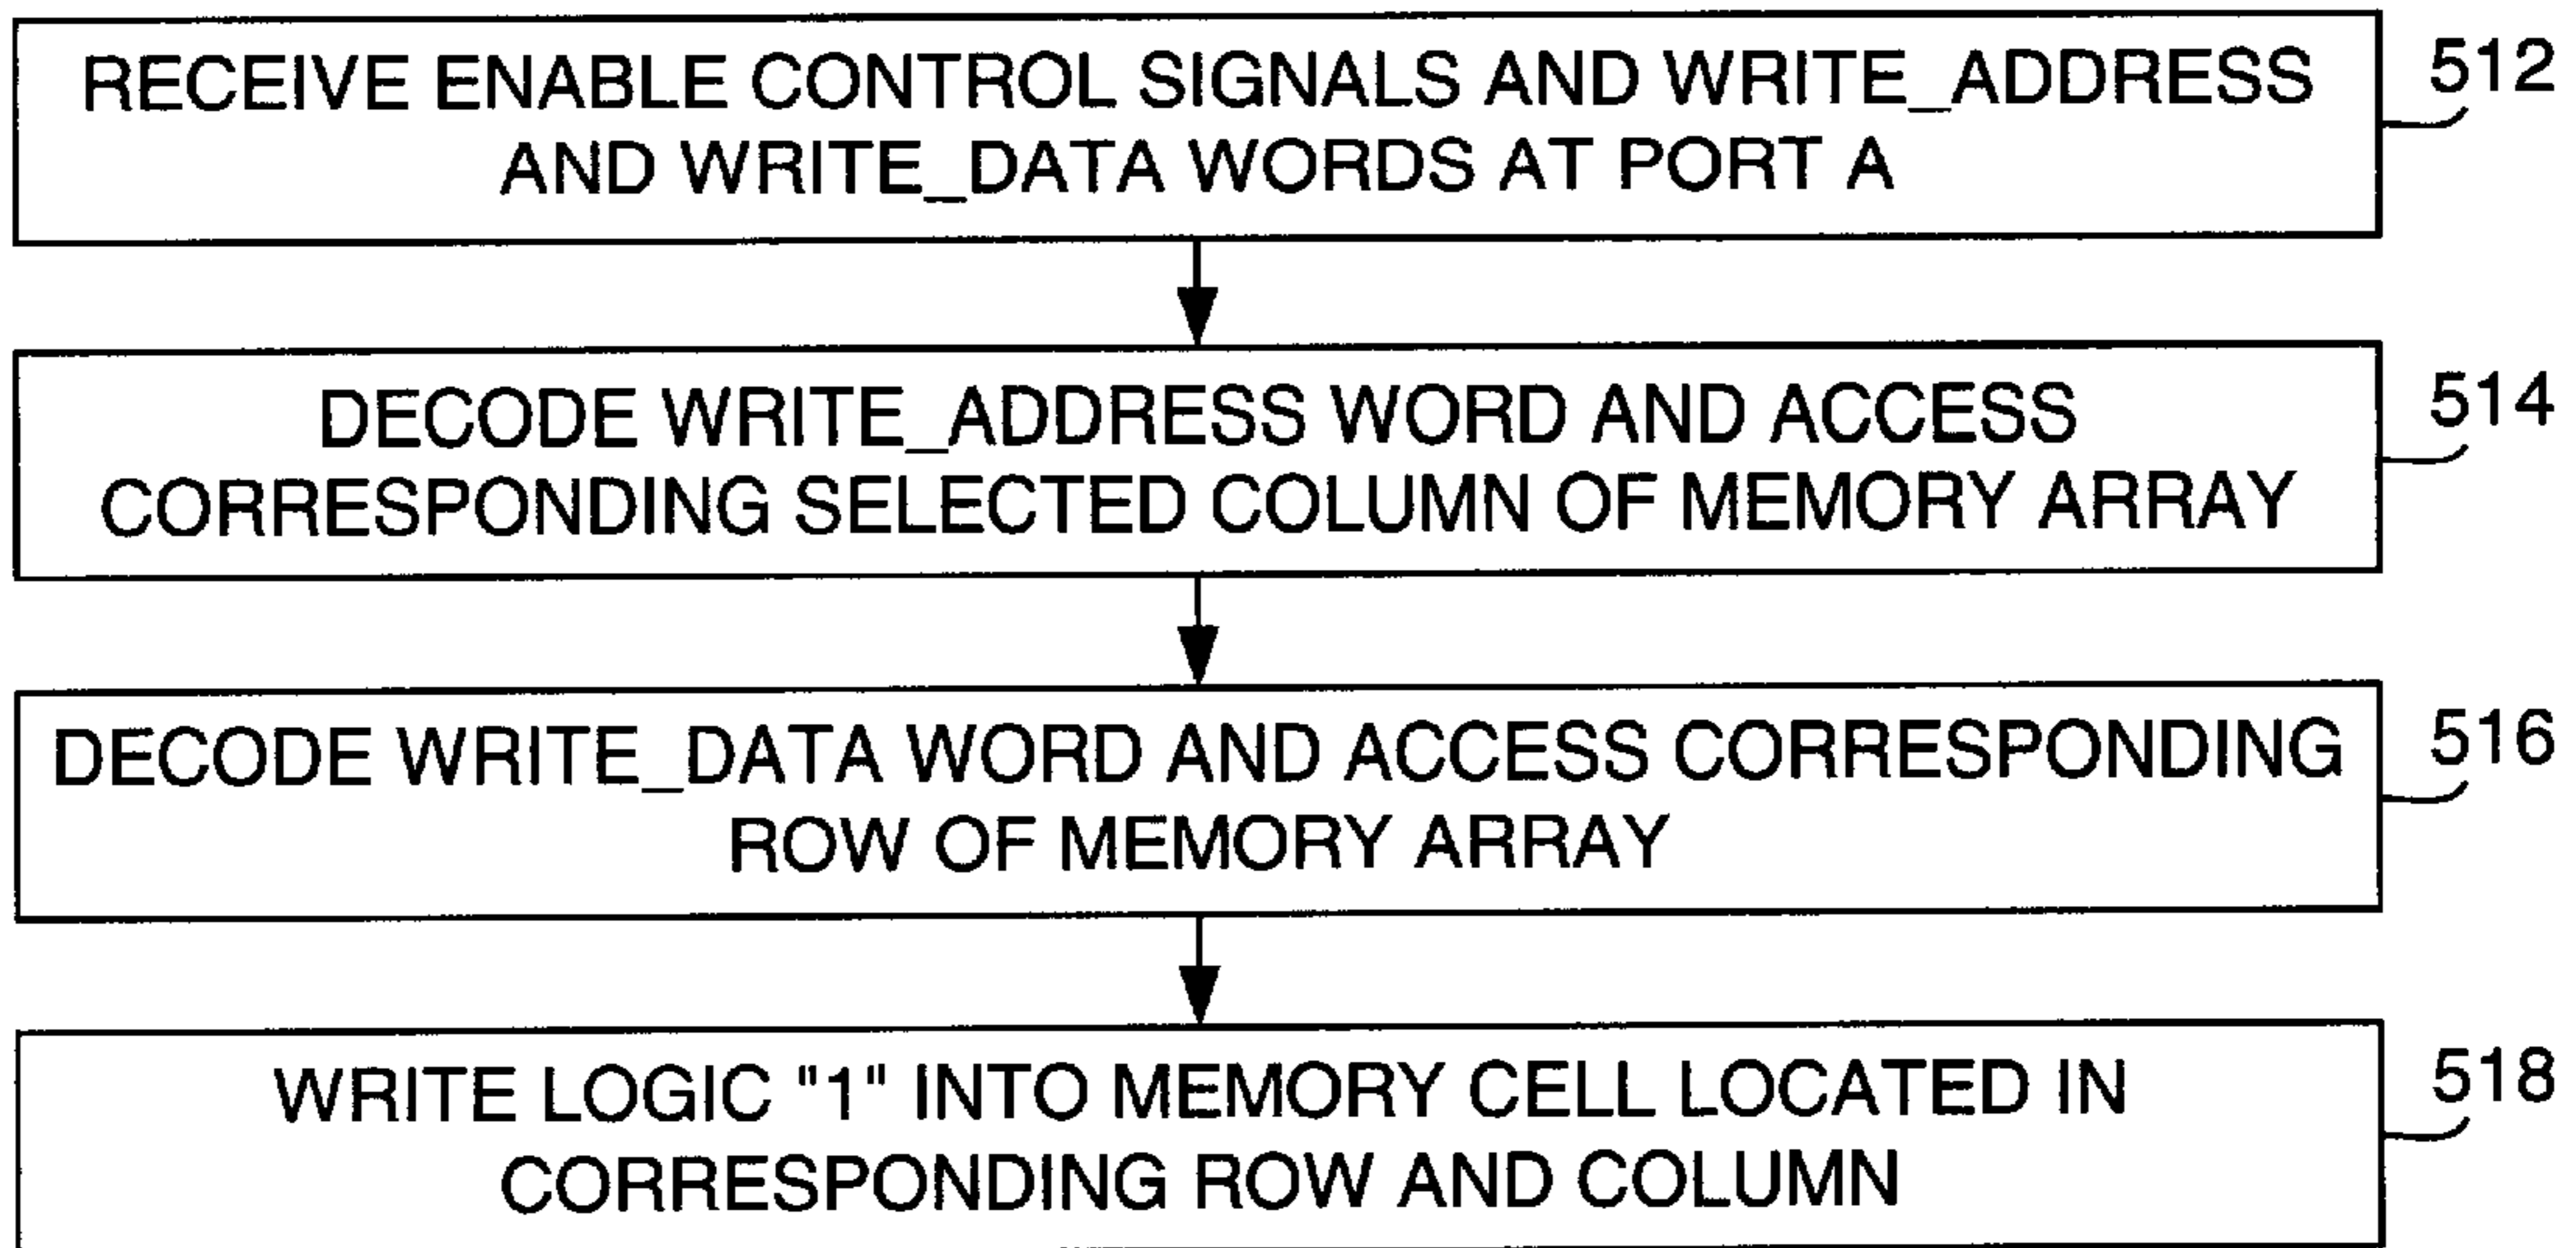 RECEIVE ENABLE CONTROL SIGNALS AND WRITE_ADDRESS
AND WRITE_DATA WORDS AT PORT A
512
DECODE WRITE_ADDRESS WORD AND ACCESS
CORRESPONDING SELECTED COLUMN OF MEMORY ARRAY
514
DECODE WRITE_DATA WORD AND ACCESS CORRESPONDING
ROW OF MEMORY ARRAY
516
WRITE LOGIC "1" INTO MEMORY CELL LOCATED IN
CORRESPONDING ROW AND COLUMN
518